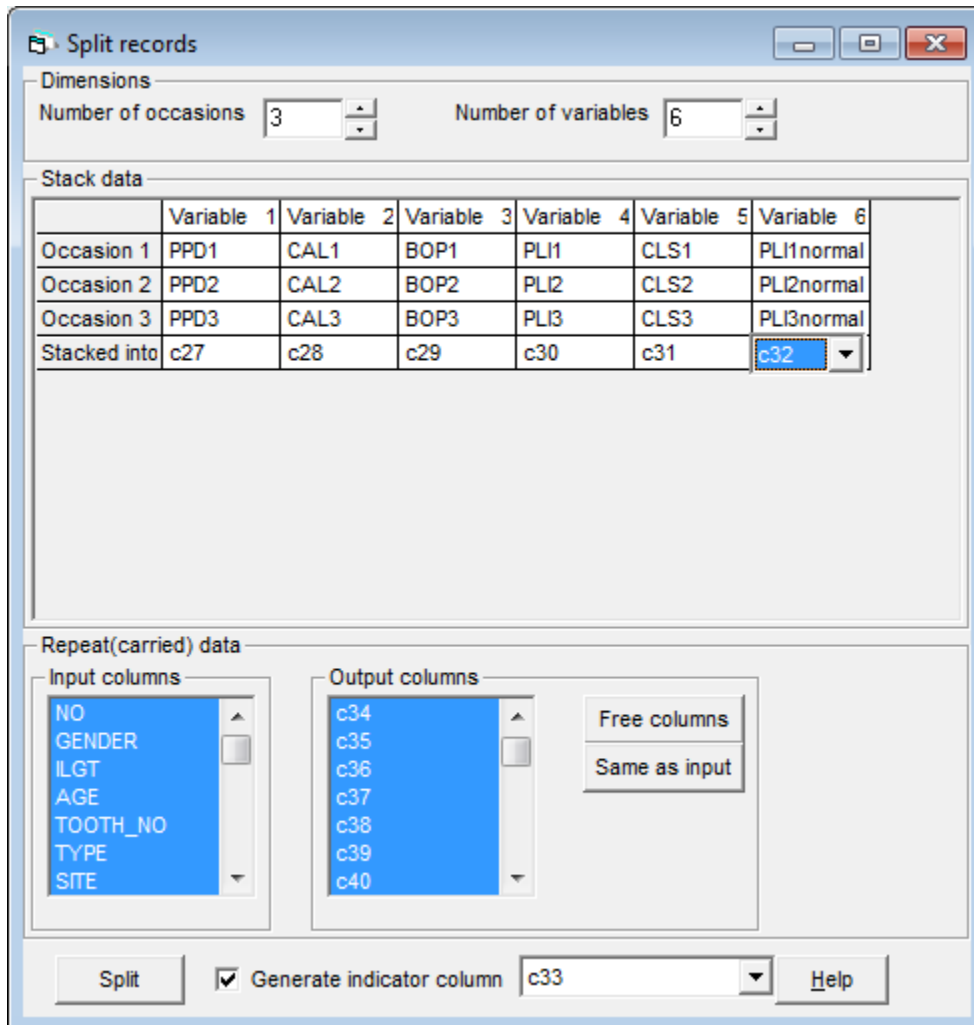 Split records
Dimensions
Number of occasions 3 Number of variables 6
Stack data
Variable 1 Variable 2 Variable 3 Variable 4 Variable 5 Variable 6
Occasion 1 PPD1 CAL1 BOP1 PLI1 CLS1 PLI1normal
Occasion 2 PPD2 CAL2 BOP2 PLI2 CLS2 PLI2normal
Occasion 3 PPD3 CAL3 BOP3 PLI3 CLS3 PLI3normal
Stacked into c27 c28 c29 c30 c31 c32
Repeat(carried) data
Input columns Output columns
NO c34 Free columns
GENDER c35
ILGT c36 Same as input
AGE c37
TOOTH_NO c38
TYPE c39
SITE c40
Split Generate indicator column c33 Help